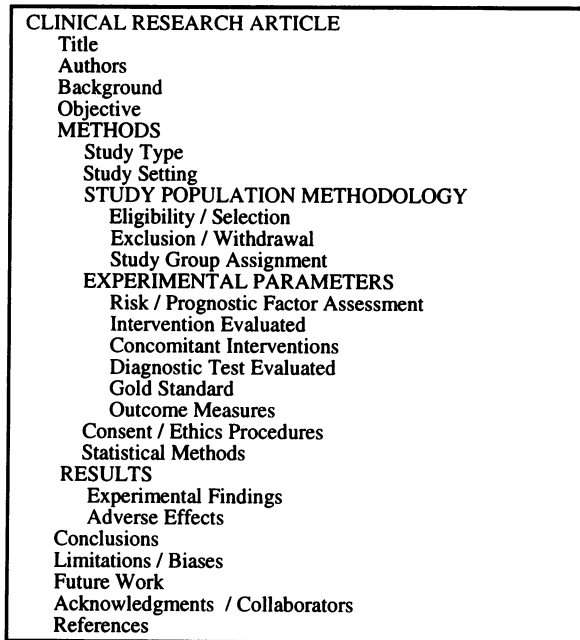 CLINICAL RESEARCH ARTICLE
Title
Authors
Background
Objective
METHODS
Study Type
Study Setting
STUDY POPULATION METHODOLOGY
Eligibility / Selection
Exclusion / Withdrawal
Study Group Assignment
EXPERIMENTAL PARAMETERS
Risk / Prognostic Factor Assessment
Intervention Evaluated
Concomitant Interventions
Diagnostic Test Evaluated
Gold Standard
Outcome Measures
Consent / Ethics Procedures
Statistical Methods
RESULTS
Experimental Findings
Adverse Effects
Conclusions
Limitations / Biases
Future Work
Acknowledgments / Collaborators
References